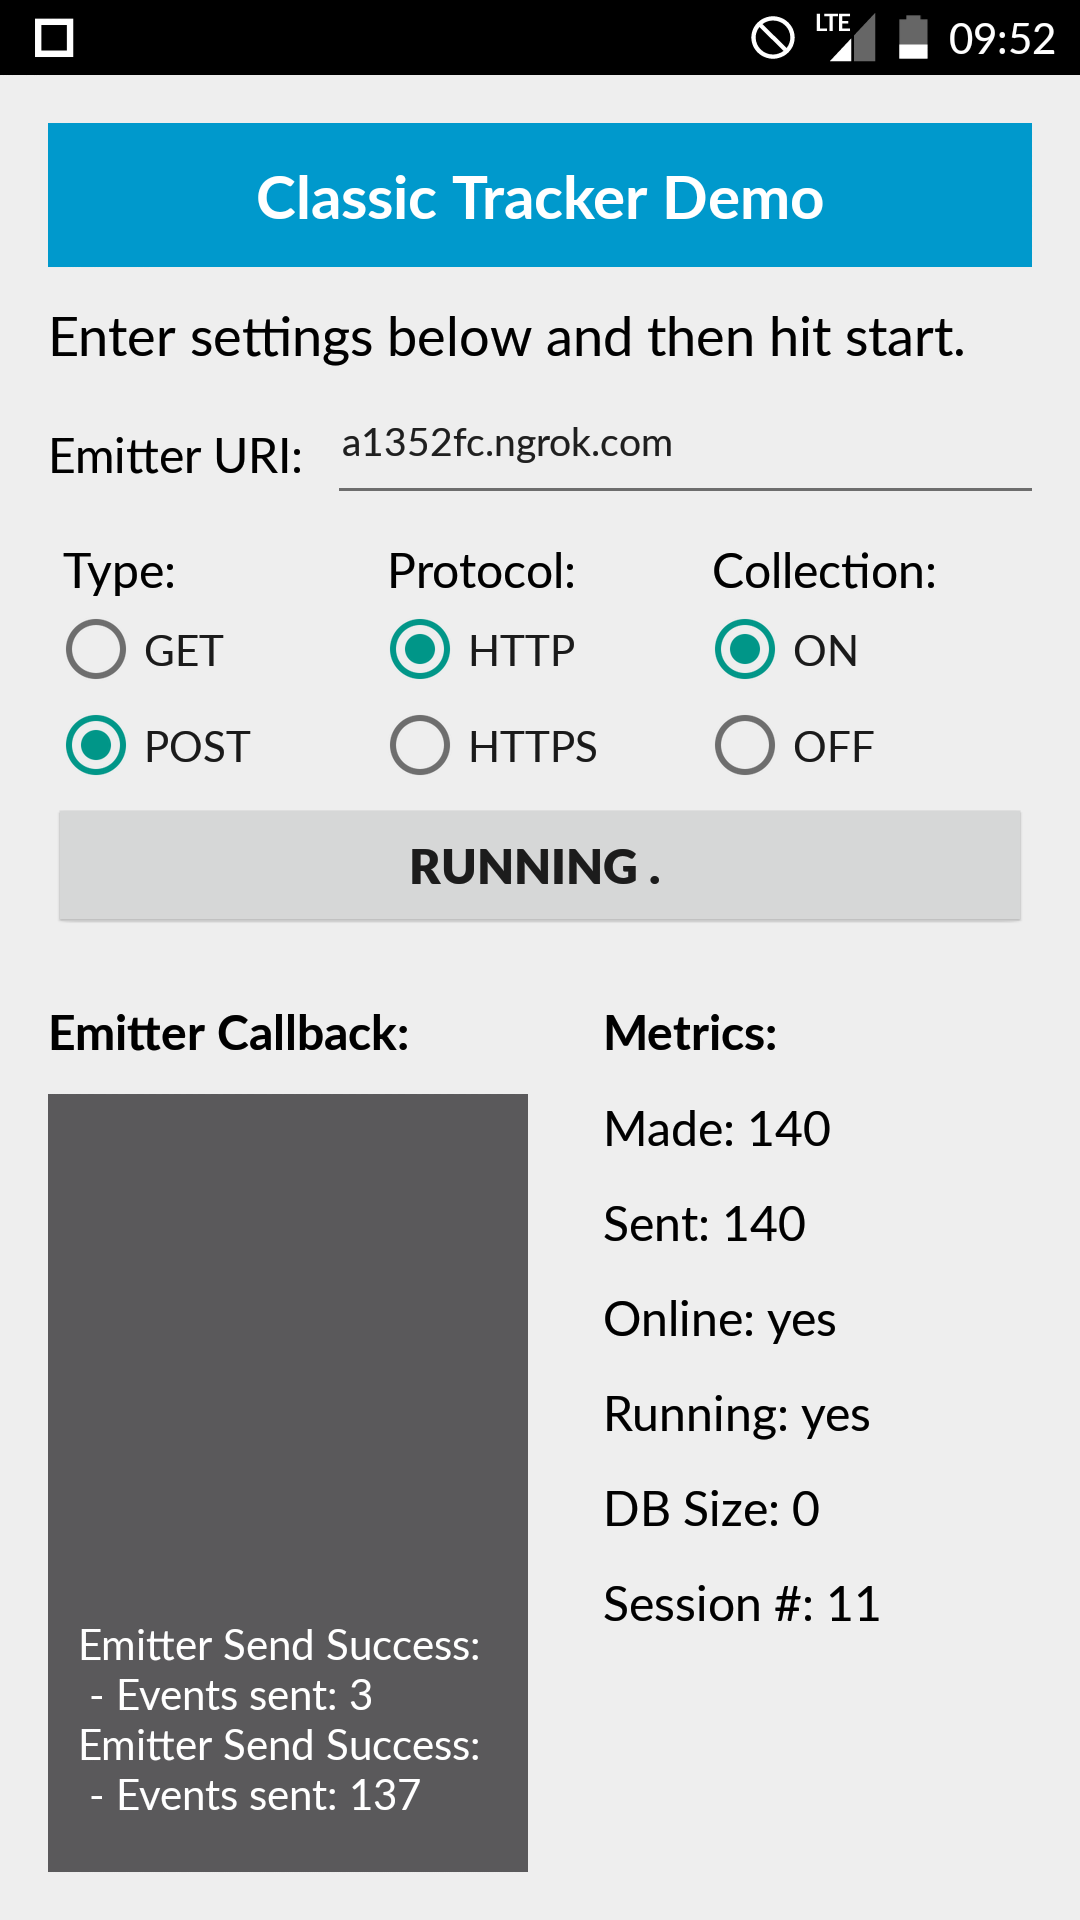 LTE 09:52
Classic Tracker Demo
Enter settings below and then hit start.
Emitter URI: a1352fc.ngrok.com
Type: Protocol: Collection:
GET HTTP ON
POST HTTPS OFF
RUNNING .
Emitter Callback:
Emitter Send Success:
- Events sent: 3
Emitter Send Success:
- Events sent: 137
Metrics:
Made: 140
Sent: 140
Online: yes
Running: yes
DB Size: 0
Session #: 11